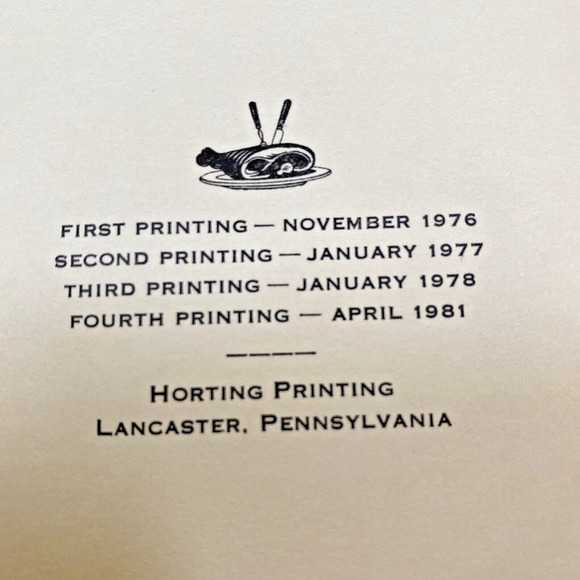 FIRST PRINTING — NOVEMBER 1976
SECOND PRINTING — JANUARY 1977
THIRD PRINTING — JANUARY 1978
FOURTH PRINTING — APRIL 1981
HORTING PRINTING
LANCASTER, PENNSYLVANIA